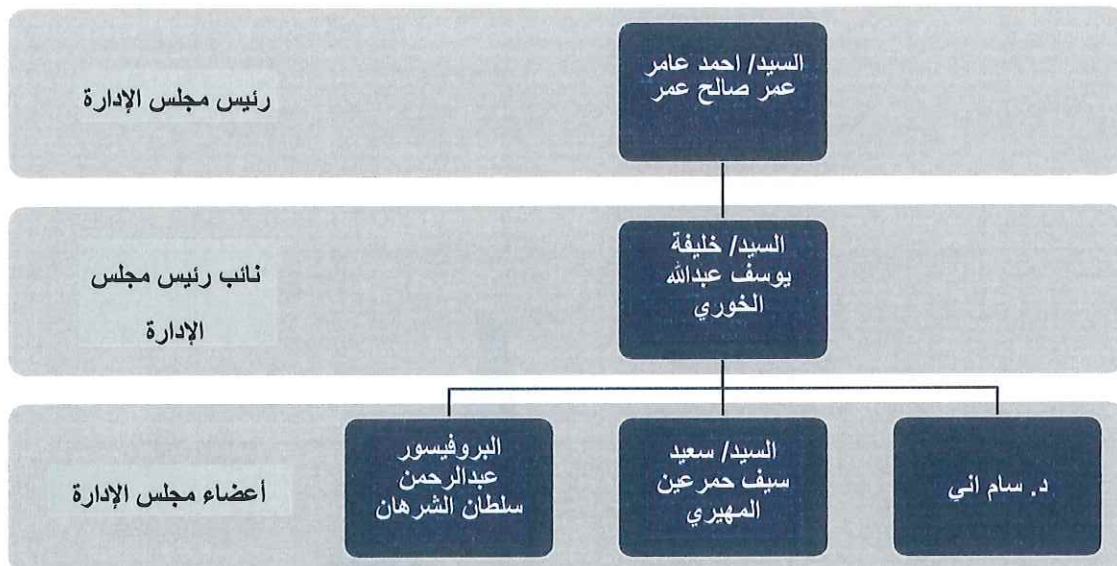 السيد/ احمد عامر
عمر صالح عمر
رئيس مجلس الإدارة
السيد/ خليفة
يوسف عبدالله
الخوري
نائب رئيس مجلس
الإدارة
د. سام اني
السيد/ سعيد
سيف حمرعين
المهيري
البروفيسور
عبدالرحمن
سلطان الشرهان
أعضاء مجلس الإدارة